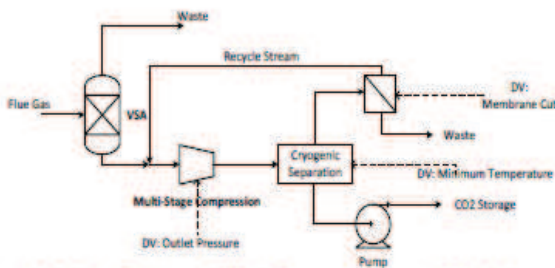 Waste
Recycle Stream
Flue Gas
VSA
DV:
Membrane Cut
Waste
Cryogenic
Separation
DV: Minimum Temperature
Multi-Stage Compression
CO2 Storage
DV: Outlet Pressure
Pump